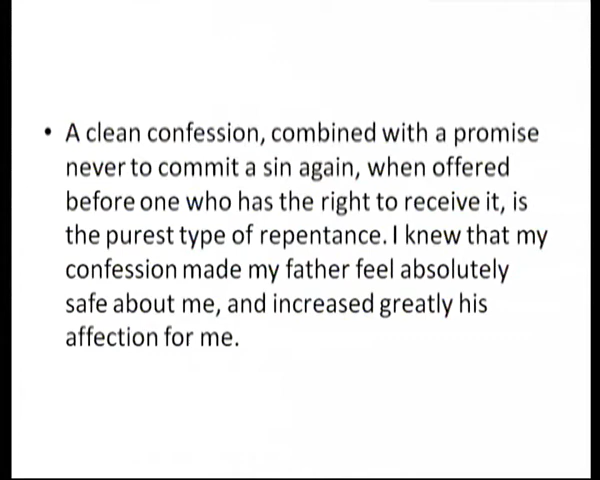 • A clean confession, combined with a promise
never to commit a sin again, when offered
before one who has the right to receive it, is
the purest type of repentance. I knew that my
confession made my father feel absolutely
safe about me, and increased greatly his
affection for me.